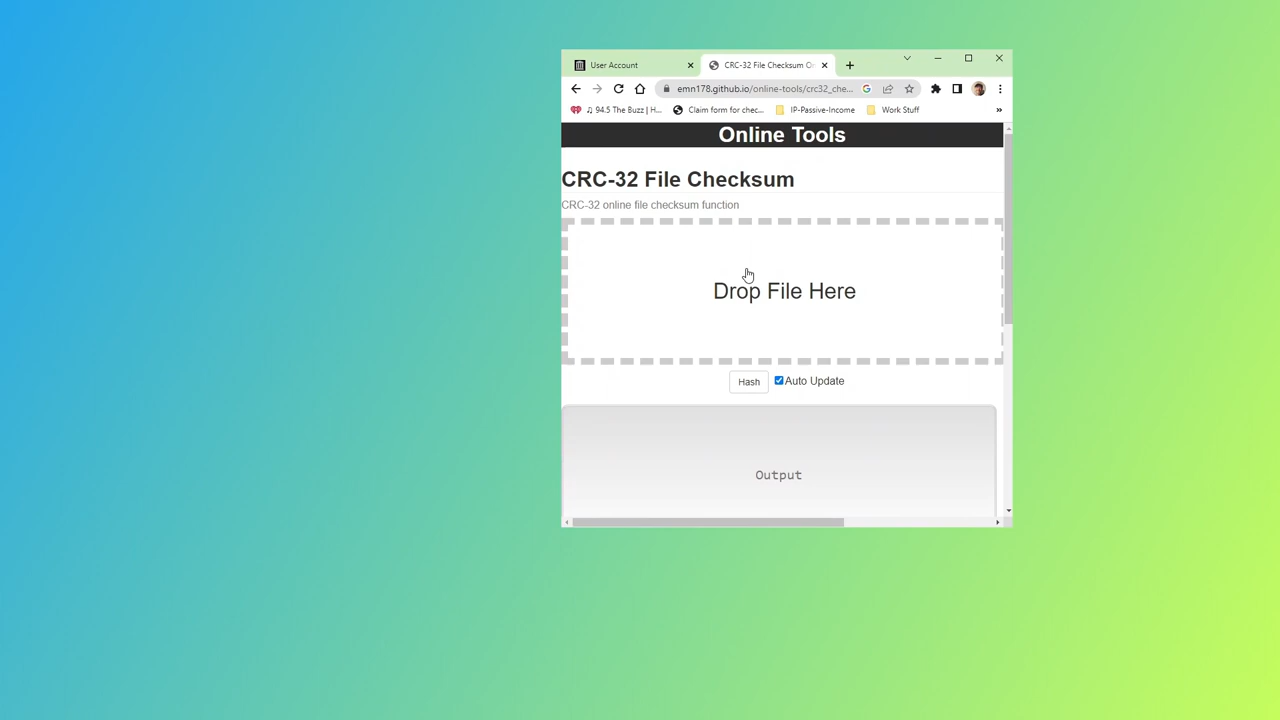 User Account
CRC-32 File Checksum On
emn178.github.io/online-tools/crc32_che...
94.5 The Buzz | H...
Claim form for chec...
IP-Passive-Income
Work Stuff
»
Online Tools
CRC-32 File Checksum
CRC-32 online file checksum function
Drop File Here
Hash
Auto Update
Output